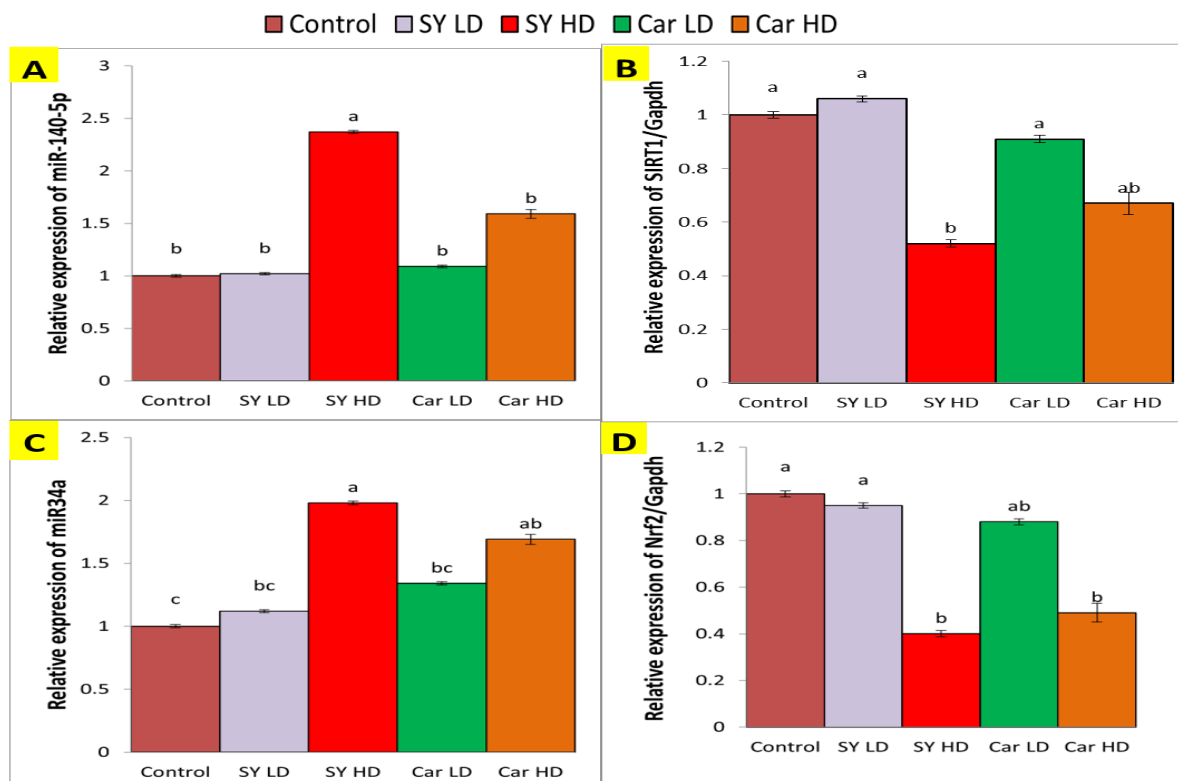 Control SY LD SY HD Car LD Car HD
A
Relative expression of miR-140-5p
3
2.5
2
1.5
1
0.5
0
b
b
a
b
b
Control SY LD SY HD Car LD Car HD
B
Relative expression of SIRT1/Gapdh
1.2
1
0.8
0.6
0.4
0.2
0
a
a
b
a
ab
Control SY LD SY HD Car LD Car HD
C
Relative expression of miR34a
2.5
2
1.5
1
0.5
0
c
bc
a
bc
ab
Control SY LD SY HD Car LD Car HD
D
Relative expression of Nrf2/Gapdh
1.2
1
0.8
0.6
0.4
0.2
0
a
a
b
ab
b
Control SY LD SY HD Car LD Car HD